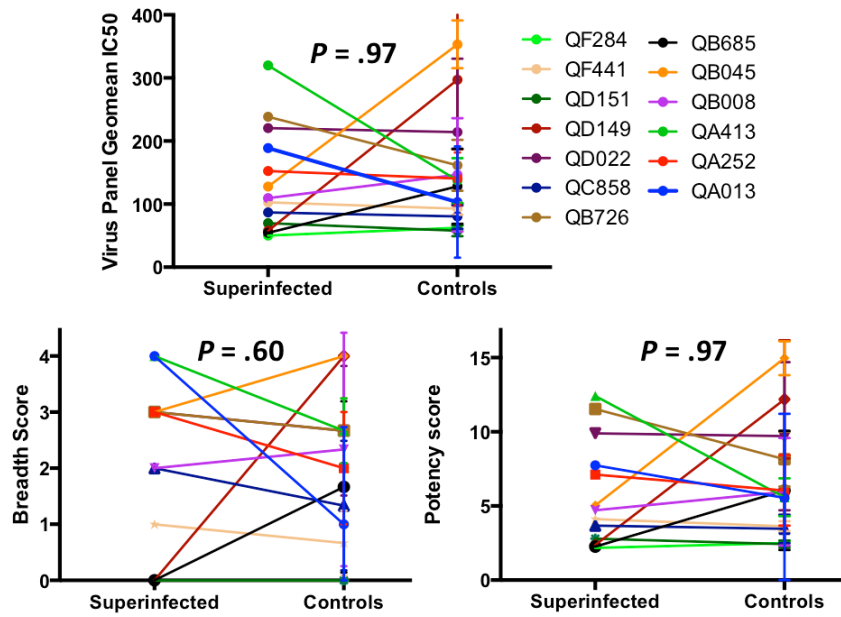 Virus Panel Geomean IC50
400
300
200
100
0
P = .97
Superinfected Controls
QF284
QF441
QD151
QD149
QD022
QC858
QB726
QB685
QB045
QB008
QA413
QA252
QA013
Breadth Score
4
3
2
1
0
P = .60
Superinfected Controls
Potency score
15
10
5
0
P = .97
Superinfected Controls